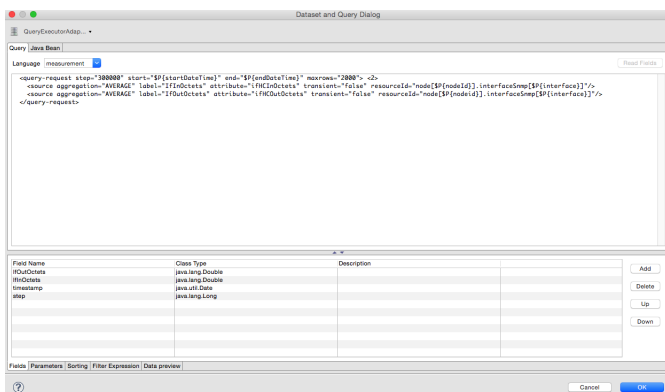 Dataset and Query Dialog
QueryExecutorAdap...
Query Java Bean
Language measurement Read Fields
<query-request step="300000" start="$P{startDateTime}" end="$P{endDateTime}" maxrows="2000"> <2>
<source aggregation="AVERAGE" label="IfInOctets" attribute="ifHCInOctets" transient="false" resourceId="node[$P{nodeId}].interfaceSnmp[$P{interface}]"/>
<source aggregation="AVERAGE" label="IfOutOctets" attribute="ifHCOutOctets" transient="false" resourceId="node[$P{nodeid}].interfaceSnmp[$P{interface}]"/>
</query-request>
Field Name Class Type Description
IfOutOctets java.lang.Double
IfInOctets java.lang.Double
timestamp java.util.Date
step java.lang.Long
Add
Delete
Up
Down
Fields Parameters Sorting Filter Expression Data preview
? Cancel OK